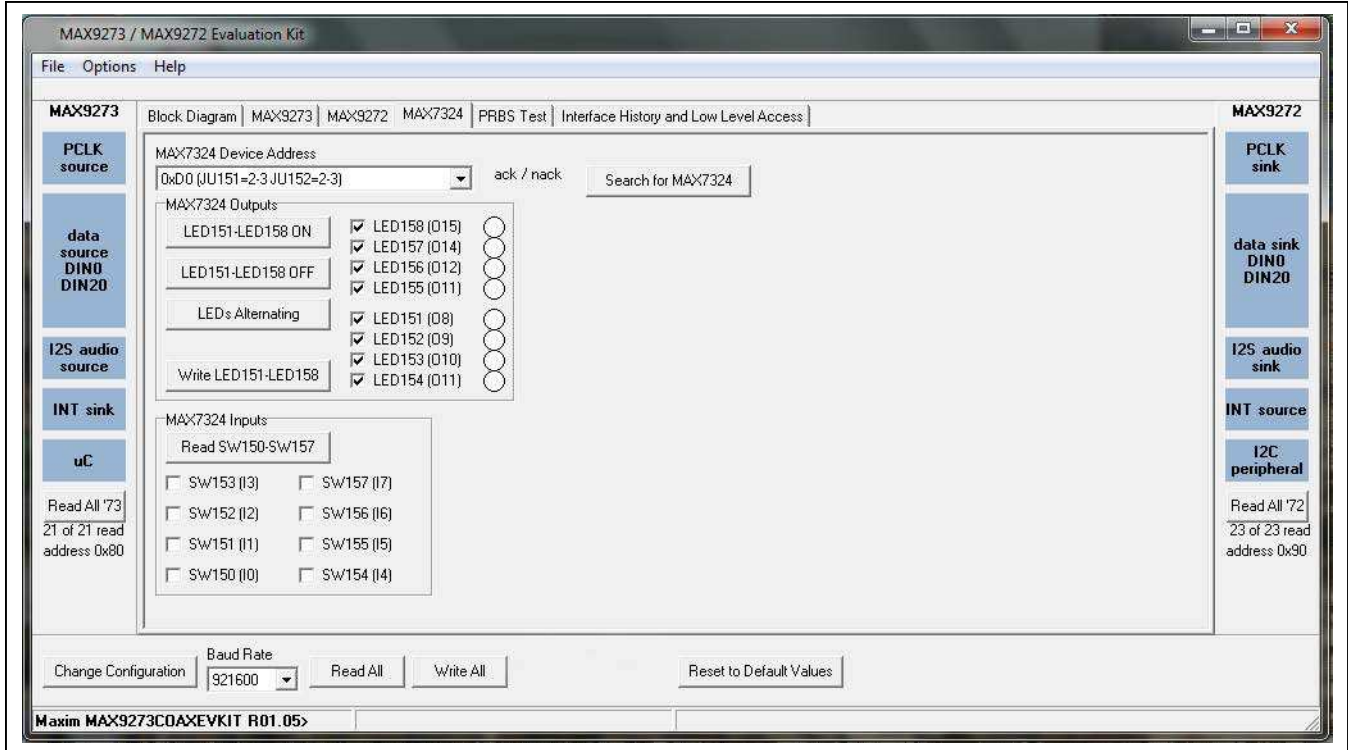 MAX9273 / MAX9272 Evaluation Kit
File Options Help
MAX9273
PCLK
source
data
source
DIN0
DIN20
I2S audio
source
INT sink
uC
Read All '73
21 of 21 read
address 0x80
Block Diagram MAX9273 MAX9272 MAX7324 PRBS Test Interface History and Low Level Access
MAX7324 Device Address
0xD0 (JU151=2-3 JU152=2-3) ack / nack Search for MAX7324
MAX7324 Outputs
LED151-LED158 ON
LED151-LED158 OFF
LEDs Alternating
Write LED151-LED158
LED158 (O15)
LED157 (O14)
LED156 (O12)
LED155 (O11)
LED151 (O8)
LED152 (O9)
LED153 (O10)
LED154 (O11)
MAX7324 Inputs
Read SW150-SW157
SW153 (I3) SW157 (I7)
SW152 (I2) SW156 (I6)
SW151 (I1) SW155 (I5)
SW150 (I0) SW154 (I4)
MAX9272
PCLK
sink
data sink
DIN0
DIN20
I2S audio
sink
INT source
I2C
peripheral
Read All '72
23 of 23 read
address 0x90
Change Configuration
Baud Rate
921600
Read All Write All Reset to Default Values
Maxim MAX9273COAXEVKIT R01.05>